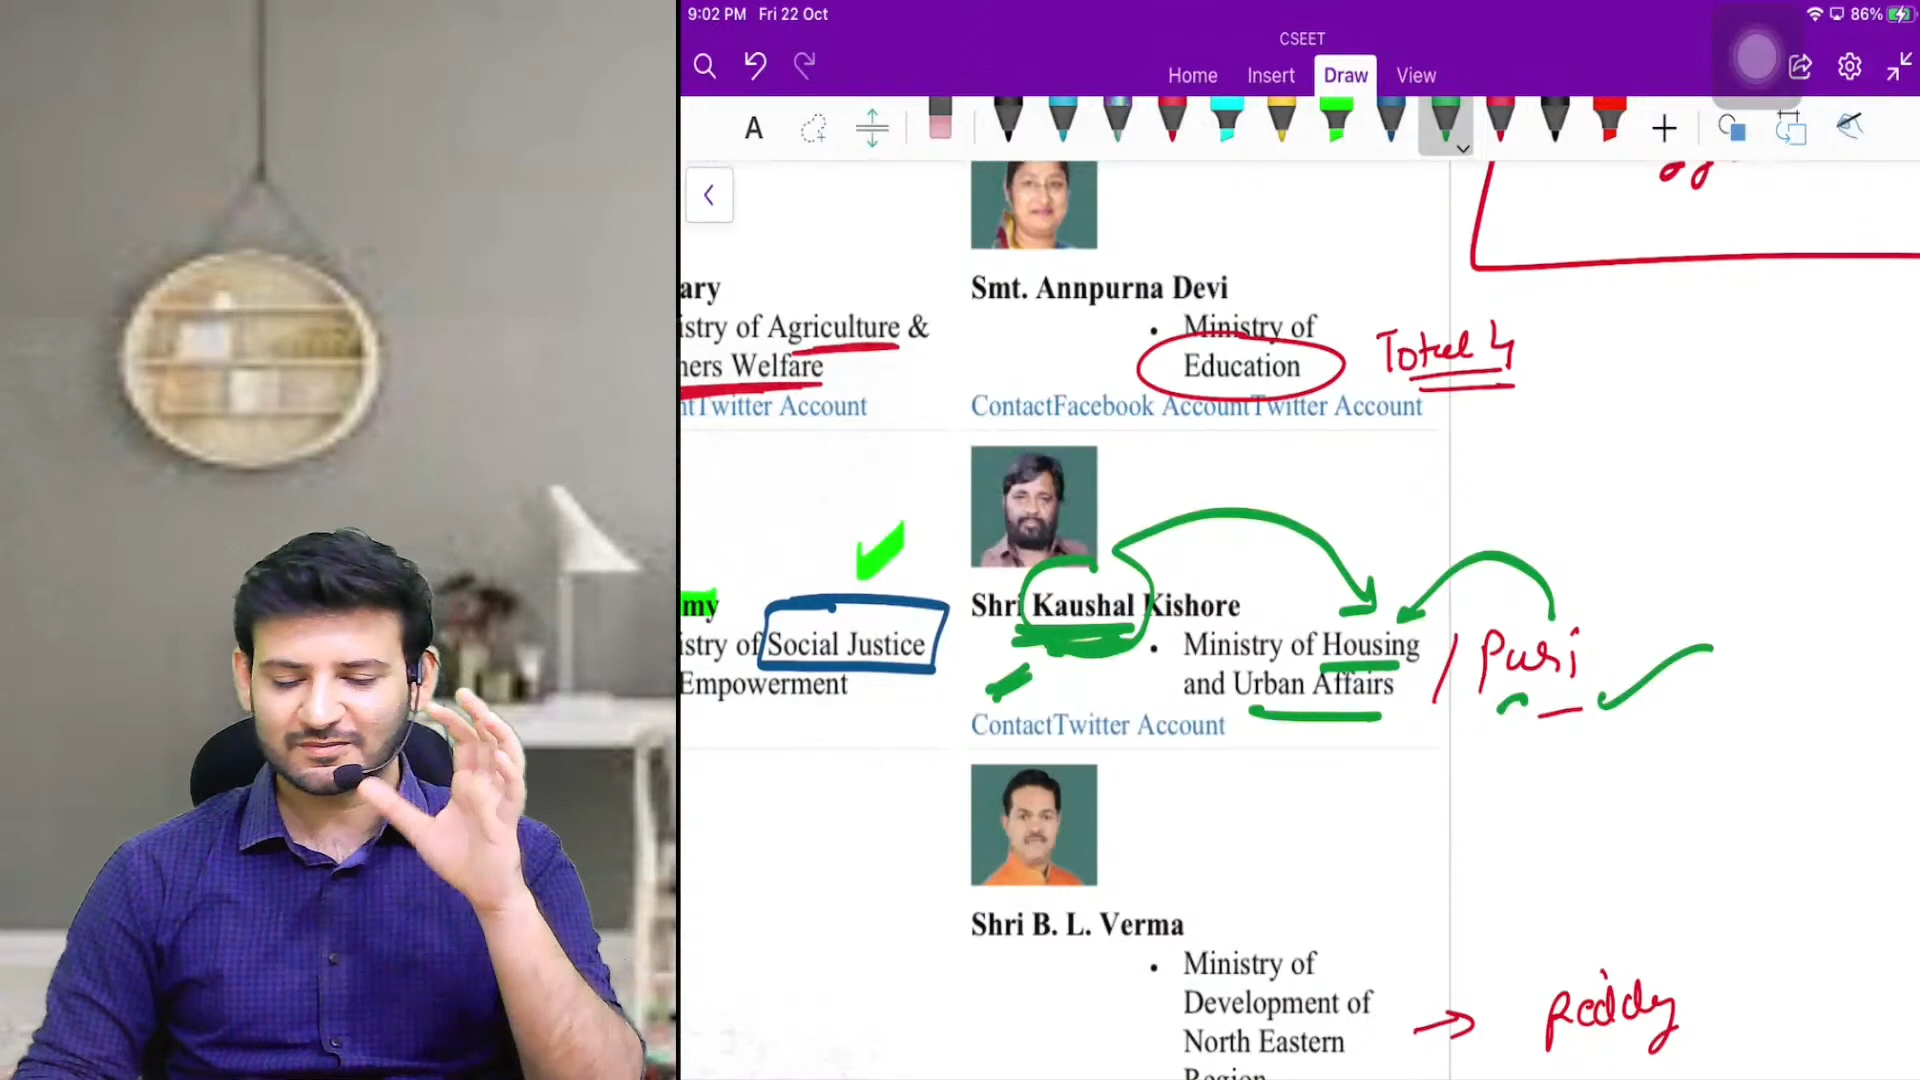 9:02 PM Fri 22 Oct
86%
CSEET
Home Insert Draw View
A
Smt. Annpurna Devi
ary
istry of Agriculture &
• Ministry of
ners Welfare
Education
Total 4
ntTwitter Account
ContactFacebook AccountTwitter Account
my
Shri Kaushal Kishore
istry of Social Justice
• Ministry of Housing
/ Puri
Empowerment
and Urban Affairs
ContactTwitter Account
Shri B. L. Verma
• Ministry of
Development of
North Eastern
→ Reddy
Region